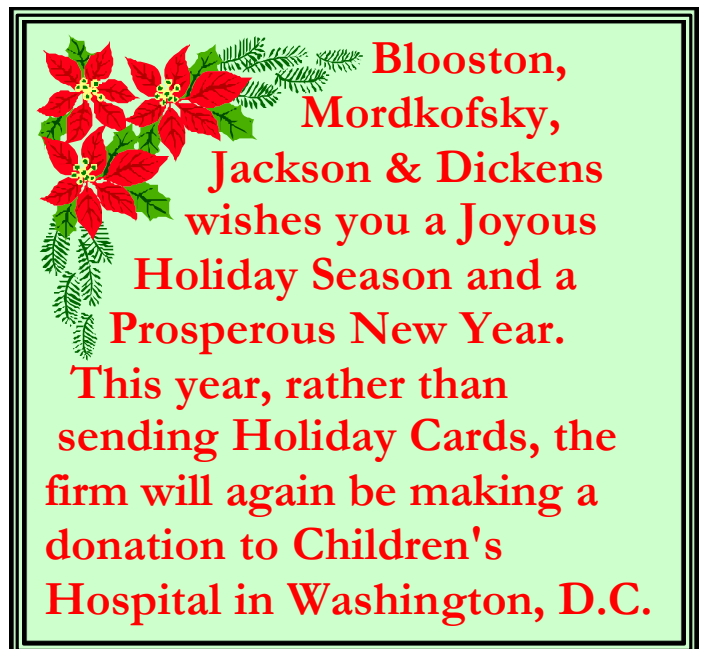 Blooston,
Mordkofsky,
Jackson & Dickens
wishes you a Joyous
Holiday Season and a
Prosperous New Year.
This year, rather than
sending Holiday Cards, the
firm will again be making a
donation to Children's
Hospital in Washington, D.C.